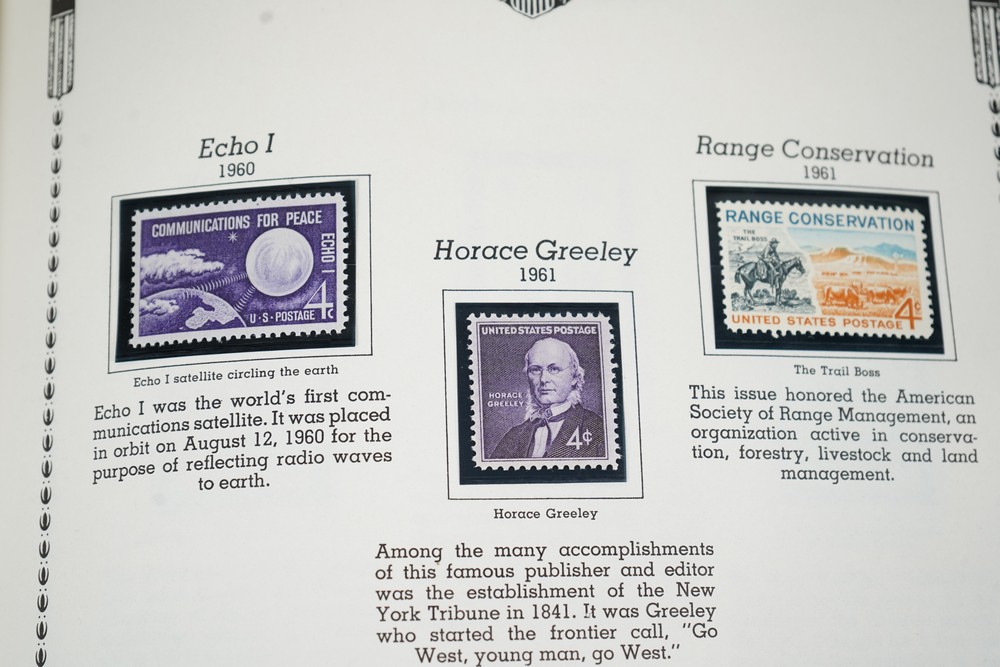 Echo I
1960
COMMUNICATIONS FOR PEACE
ECHO I
4c
U·S·POSTAGE
Echo I satellite circling the earth
Echo I was the world's first com-
munications satellite. It was placed
in orbit on August 12, 1960 for the
purpose of reflecting radio waves
to earth.
Horace Greeley
1961
UNITED STATES POSTAGE
HORACE
GREELEY
4¢
Horace Greeley
Among the many accomplishments
of this famous publisher and editor
was the establishment of the New
York Tribune in 1841. It was Greeley
who started the frontier call, "Go
West, young man, go West."
Range Conservation
1961
RANGE CONSERVATION
THE
TRAIL BOSS
4c
UNITED STATES POSTAGE
The Trail Boss
This issue honored the American
Society of Range Management, an
organization active in conserva-
tion, forestry, livestock and land
management.